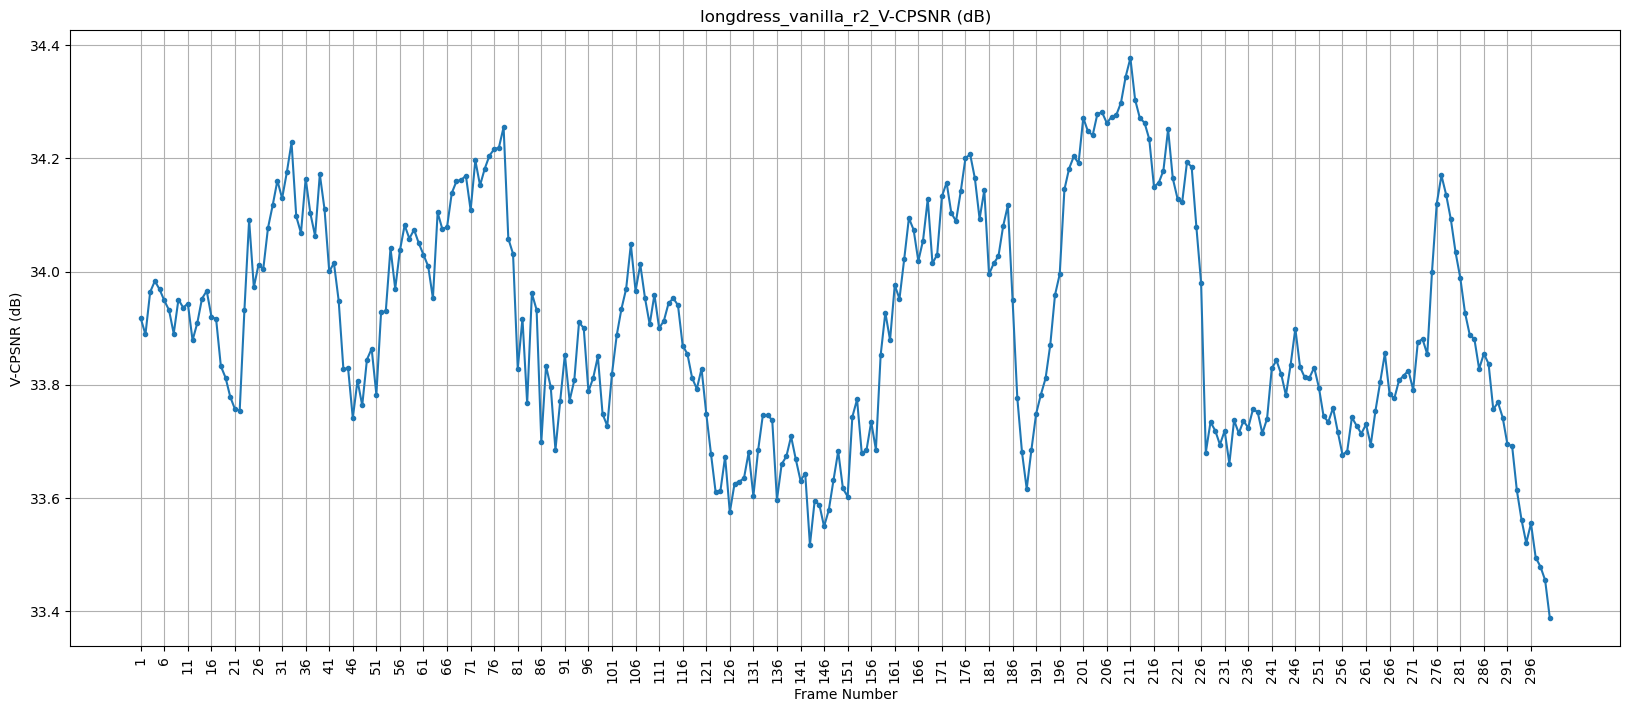 longdress_vanilla_r2_V-CPSNR (dB)
34.4
34.2
34.0
33.8
33.6
33.4
V-CPSNR (dB)
1 6 11 16 21 26 31 36 41 46 51 56 61 66 71 76 81 86 91 96 101 106 111 116 121 126 131 136 141 146 151 156 161 166 171 176 181 186 191 196 201 206 211 216 221 226 231 236 241 246 251 256 261 266 271 276 281 286 291 296
Frame Number